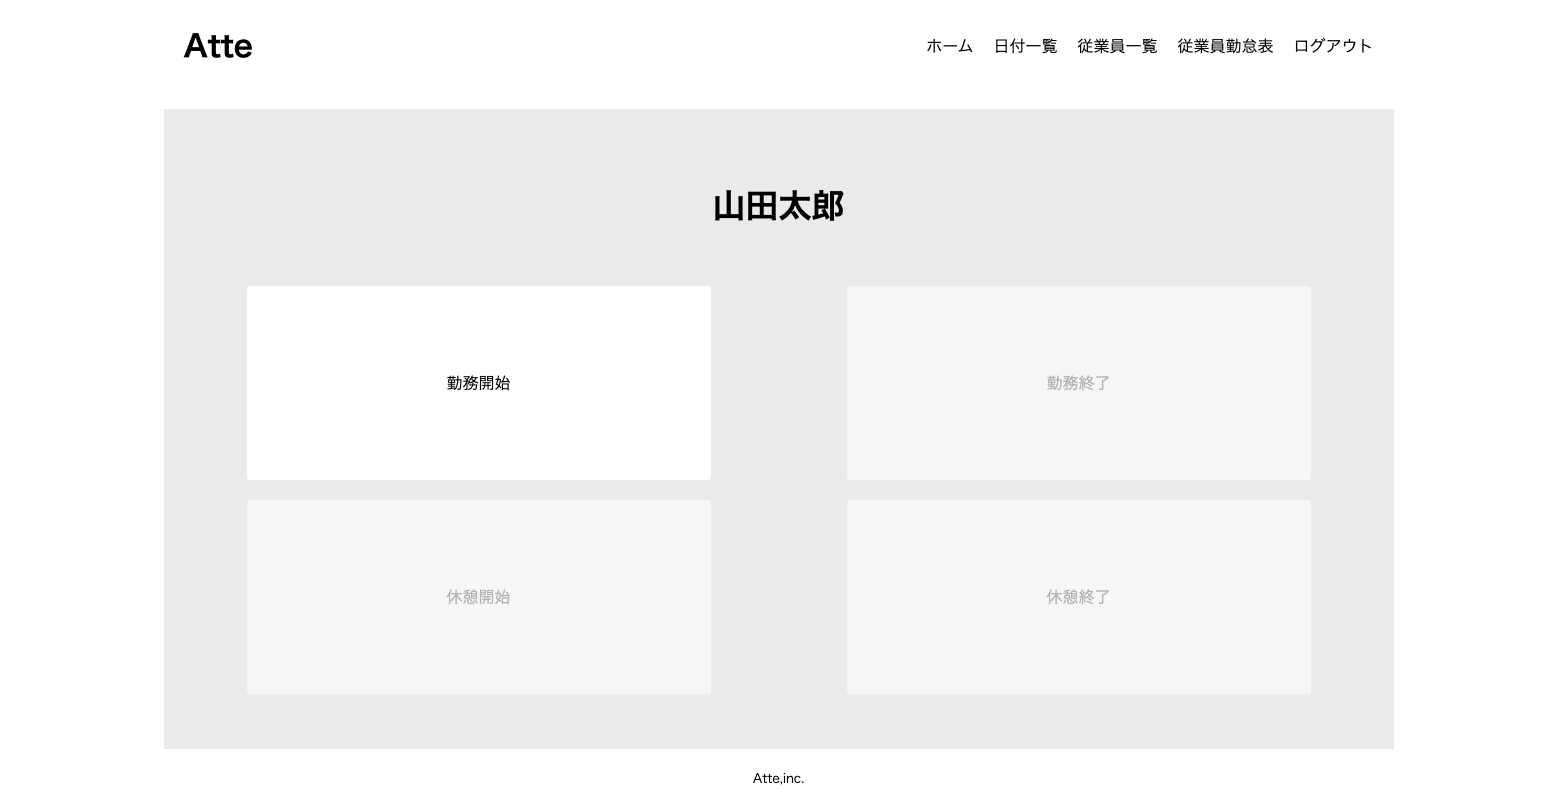 Atte
ホーム 日付一覧 従業員一覧 従業員勤怠表 ログアウト
山田太郎
勤務開始
勤務終了
休憩開始
休憩終了
Atte,inc.